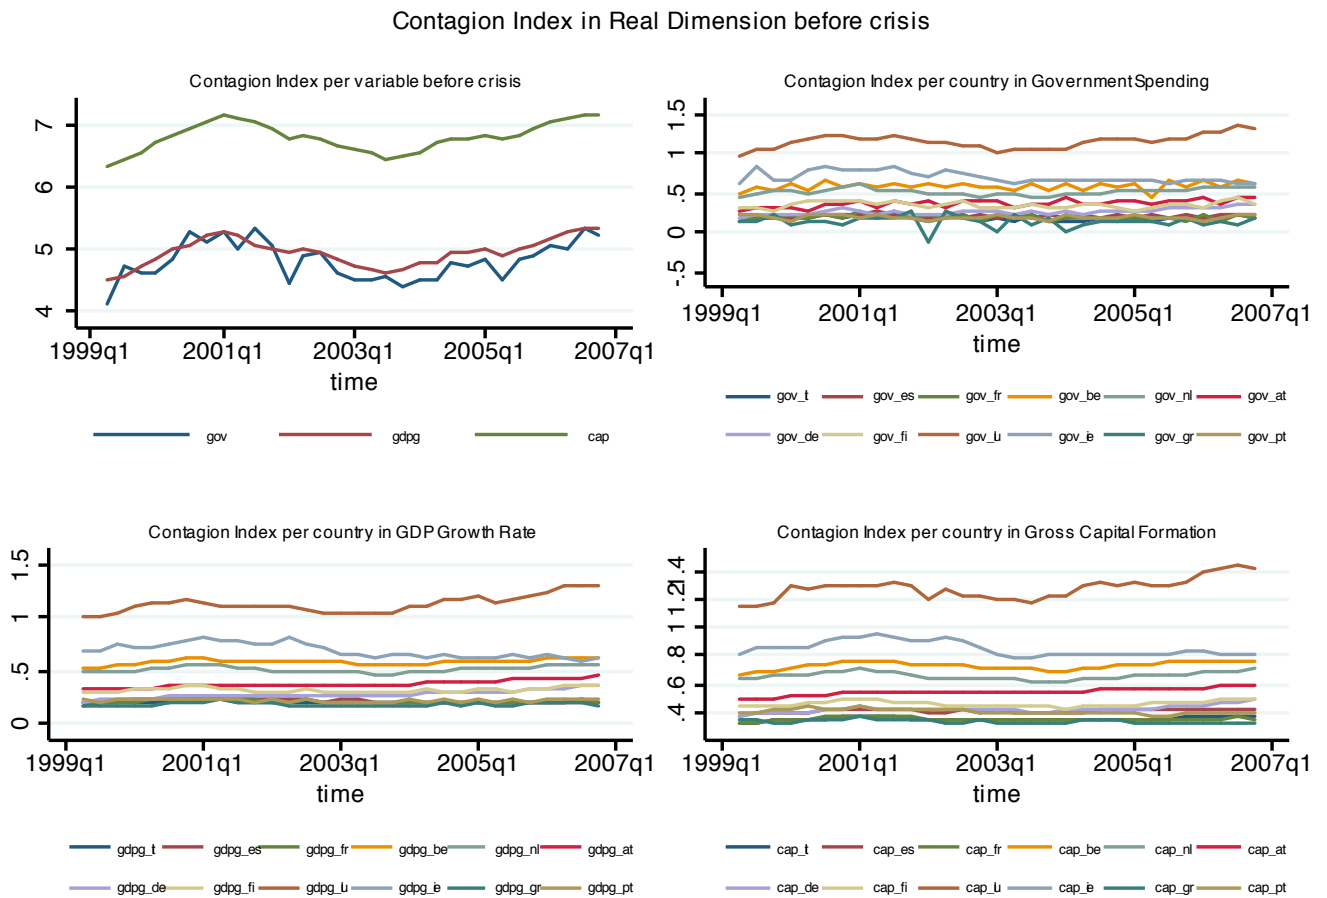 Contagion Index in Real Dimension before crisis
Contagion Index per variable before crisis
7
6
5
4
1999q1 2001q1 2003q1 2005q1 2007q1
time
gov gdpg cap
Contagion Index per country in Government Spending
1.5
1
.5
0
-.5
1999q1 2001q1 2003q1 2005q1 2007q1
time
gov_it gov_es gov_fr gov_be gov_nl gov_at
gov_de gov_fi gov_lu gov_ie gov_gr gov_pt
Contagion Index per country in GDP Growth Rate
1.5
1
.5
0
1999q1 2001q1 2003q1 2005q1 2007q1
time
gdpg_it gdpg_es gdpg_fr gdpg_be gdpg_nl gdpg_at
gdpg_de gdpg_fi gdpg_lu gdpg_ie gdpg_gr gdpg_pt
Contagion Index per country in Gross Capital Formation
1.4
1.2
1
.8
.6
.4
1999q1 2001q1 2003q1 2005q1 2007q1
time
cap_it cap_es cap_fr cap_be cap_nl cap_at
cap_de cap_fi cap_lu cap_ie cap_gr cap_pt